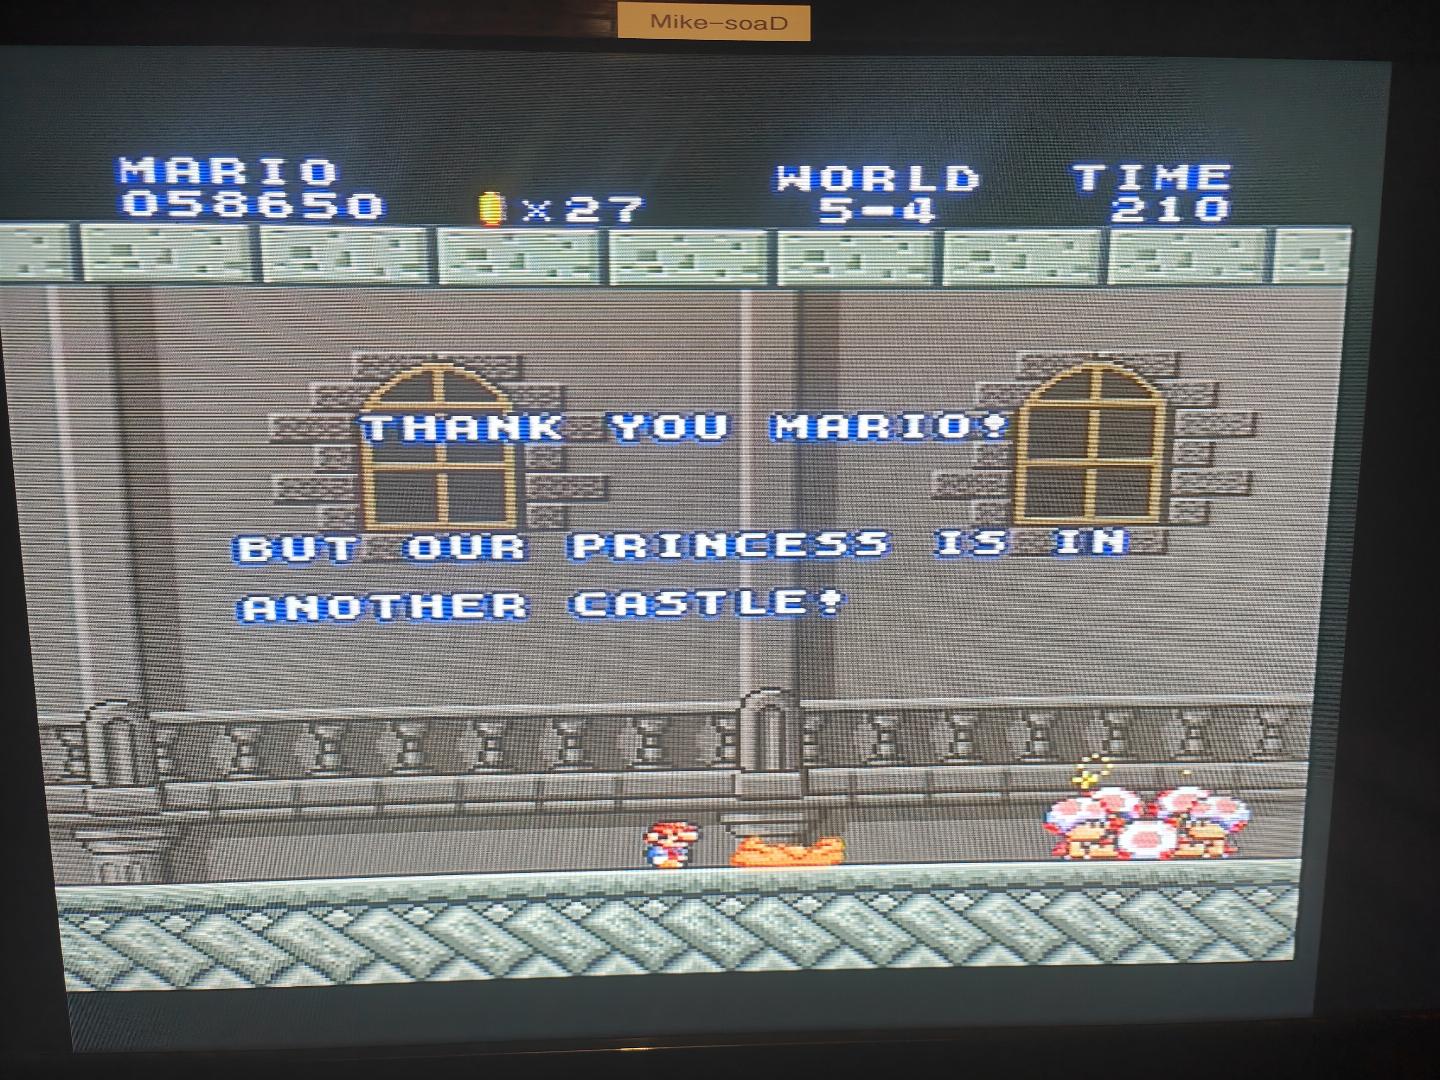 Mike-soaD
MARIO WORLD TIME
058650 ×27 5-4 210
THANK YOU MARIO!
BUT OUR PRINCESS IS IN
ANOTHER CASTLE!